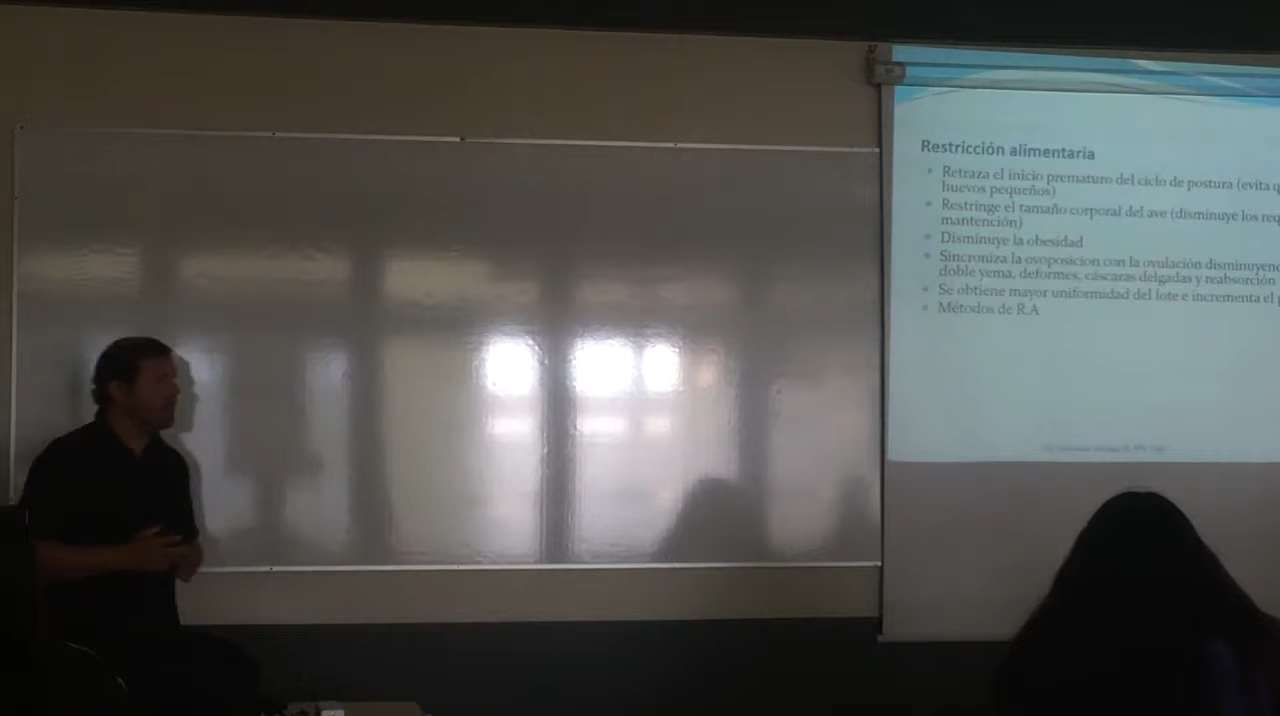 Restricción alimentaria
• Retraza el inicio prematuro del ciclo de postura (evita q
huevos pequeños)
• Restringe el tamaño corporal del ave (disminuye los req
mantención)
• Disminuye la obesidad
• Sincroniza la ovoposicion con la ovulación disminuyend
doble yema, deformes, cáscaras delgadas y reabsorción
• Se obtiene mayor uniformidad del lote e incrementa el
• Métodos de R.A